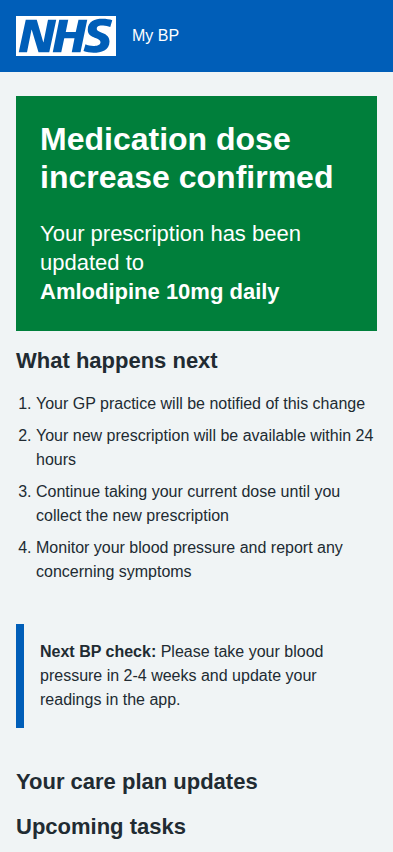 NHS My BP
Medication dose
increase confirmed
Your prescription has been
updated to
Amlodipine 10mg daily
What happens next
1. Your GP practice will be notified of this change
2. Your new prescription will be available within 24
hours
3. Continue taking your current dose until you
collect the new prescription
4. Monitor your blood pressure and report any
concerning symptoms
Next BP check: Please take your blood
pressure in 2-4 weeks and update your
readings in the app.
Your care plan updates
Upcoming tasks